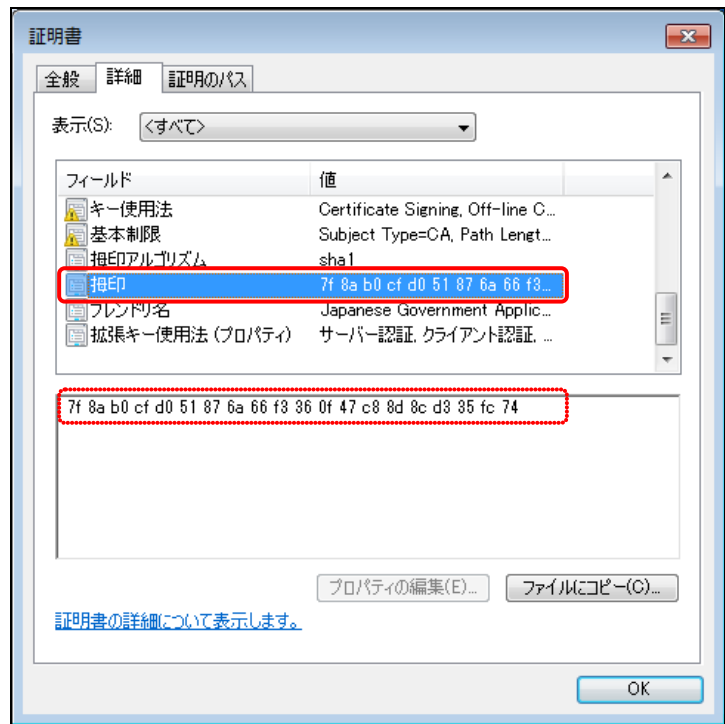 証明書
全般 詳細 証明のパス
表示(S): <すべて>
フィールド 値
キー使用法 Certificate Signing, Off-line C...
基本制限 Subject Type=CA, Path Lengt...
拇印アルゴリズム sha1
拇印 7f 8a b0 cf d0 51 87 6a 66 f3...
フレンドリ名 Japanese Government Applic...
拡張キー使用法 (プロパティ) サーバー認証, クライアント認証, ...
7f 8a b0 cf d0 51 87 6a 66 f3 36 0f 47 c8 8d 8c d3 35 fc 74
プロパティの編集(E)... ファイルにコピー(C)...
証明書の詳細について表示します。
OK